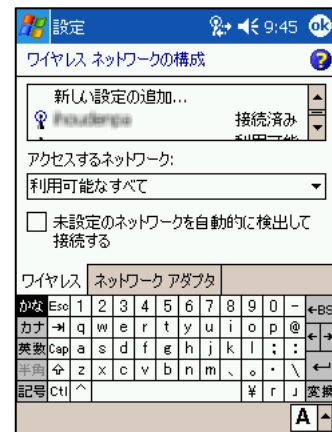 設定 9:45 ok
ワイヤレス ネットワークの構成
新しい設定の追加...
接続済み
アクセスするネットワーク:
利用可能なすべて
未設定のネットワークを自動的に検出して
接続する
ワイヤレス ネットワーク アダプタ
かな Esc 1 2 3 4 5 6 7 8 9 0 - ←BS
カナ →| q w e r t y u i o p @ ← →
英数 Cap a s d f g h j k l ; :
半角 z x c v b n m 、 。 ・ \ ←
記号 Ctl ^ ¥ 「 」 変換
A